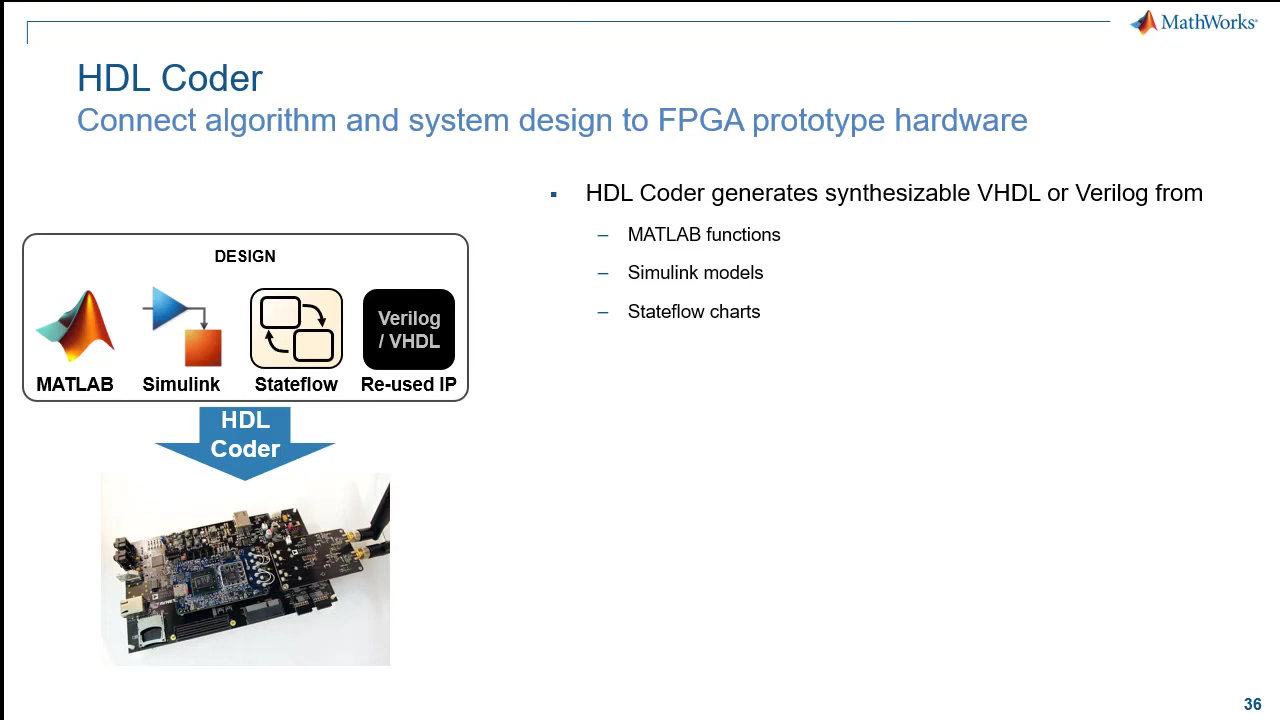 MathWorks
HDL Coder
Connect algorithm and system design to FPGA prototype hardware
▪ HDL Coder generates synthesizable VHDL or Verilog from
– MATLAB functions
– Simulink models
– Stateflow charts
DESIGN
Verilog
/ VHDL
MATLAB Simulink Stateflow Re-used IP
HDL
Coder
36